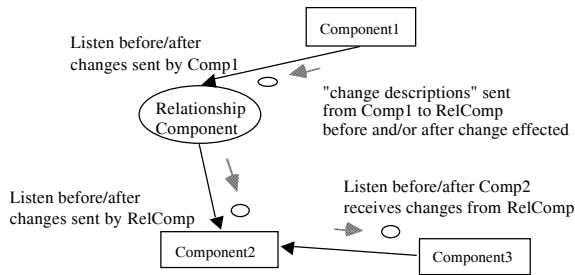 Component1
Listen before/after
changes sent by Comp1
"change descriptions" sent
from Comp1 to RelComp
before and/or after change effected
Relationship
Component
Listen before/after
changes sent by RelComp
Listen before/after Comp2
receives changes from RelComp
Component2
Component3